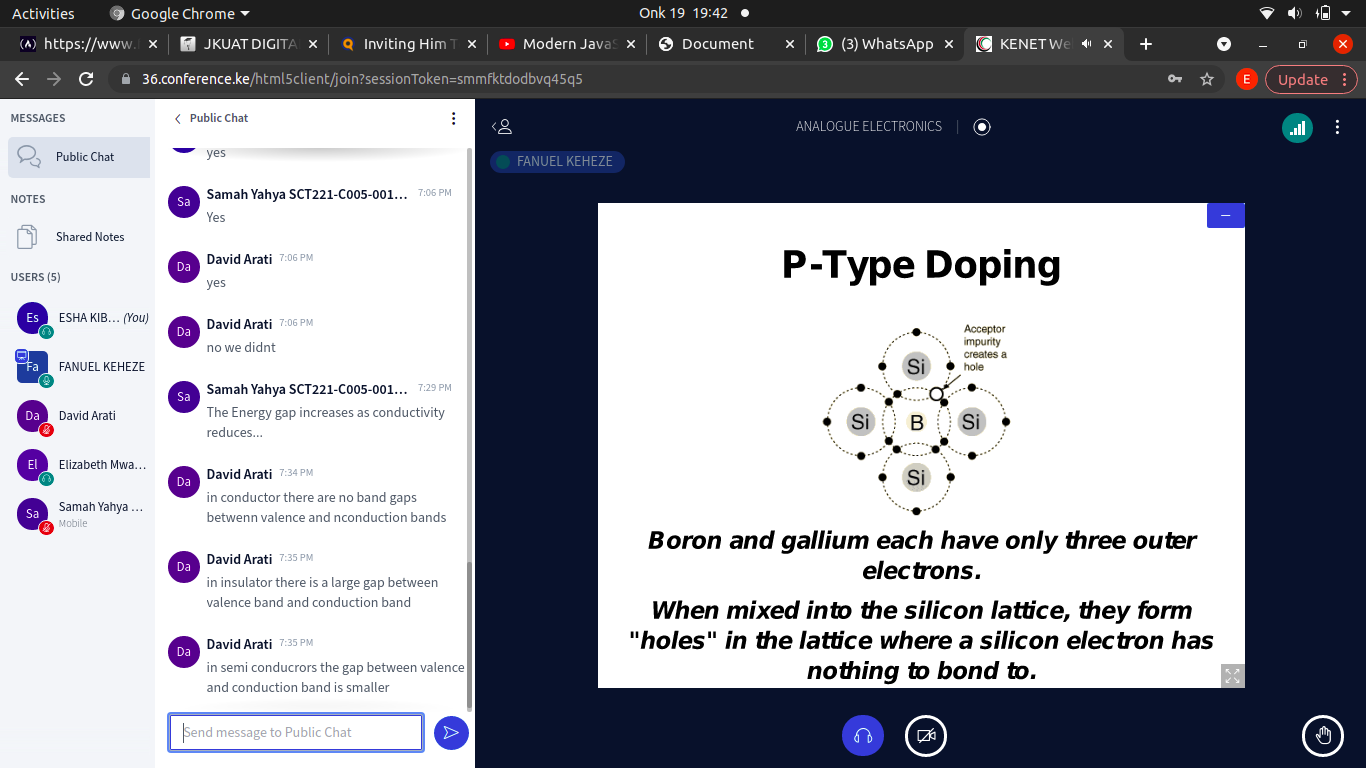 Activities
Google Chrome
Onk 19 19:42
https://www.
JKUAT DIGITA
Inviting Him T
Modern JavaS
Document
(3) WhatsApp
KENET We
36.conference.ke/html5client/join?sessionToken=smmfktdodbvq45q5
E
Update
MESSAGES
Public Chat
NOTES
Shared Notes
USERS (5)
Es
ESHA KIB... (You)
Fa
FANUEL KEHEZE
Da
David Arati
El
Elizabeth Mwa...
Sa
Samah Yahya ...
Mobile
Public Chat
yes
Sa
Samah Yahya SCT221-C005-001... 7:06 PM
Yes
Da
David Arati 7:06 PM
yes
Da
David Arati 7:06 PM
no we didnt
Sa
Samah Yahya SCT221-C005-001... 7:29 PM
The Energy gap increases as conductivity
reduces...
Da
David Arati 7:34 PM
in conductor there are no band gaps
betwenn valence and nconduction bands
Da
David Arati 7:35 PM
in insulator there is a large gap between
valence band and conduction band
Da
David Arati 7:35 PM
in semi conducrors the gap between valence
and conduction band is smaller
Send message to Public Chat
ANALOGUE ELECTRONICS
FANUEL KEHEZE
P-Type Doping
Acceptor
impurity
creates a
hole
Si
Si B Si
Si
Boron and gallium each have only three outer
electrons.
When mixed into the silicon lattice, they form
"holes" in the lattice where a silicon electron has
nothing to bond to.